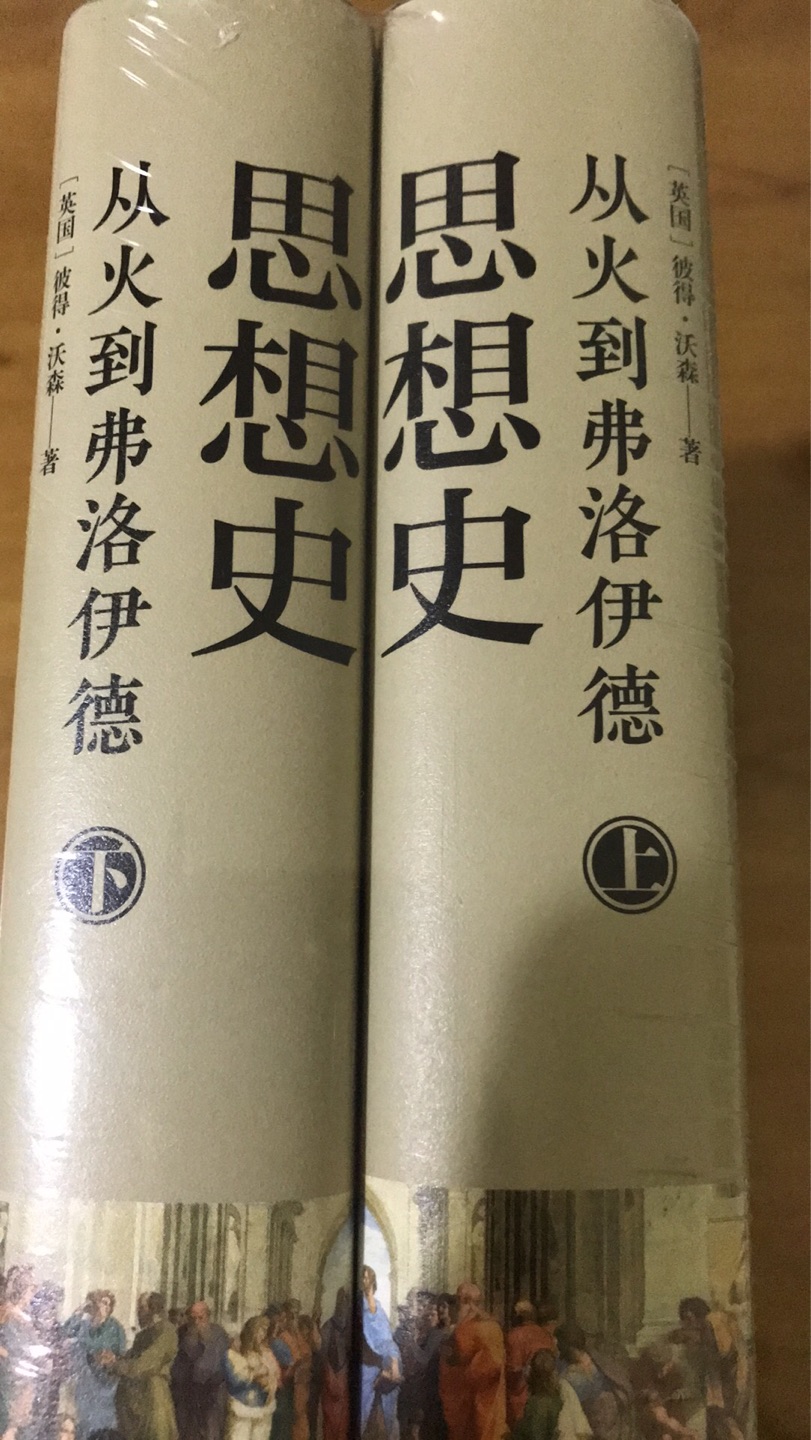 [英国]彼得·沃森——著
从火到弗洛伊德
思想史
下
思想史
从火到弗洛伊德
[英国]彼得·沃森——著
上